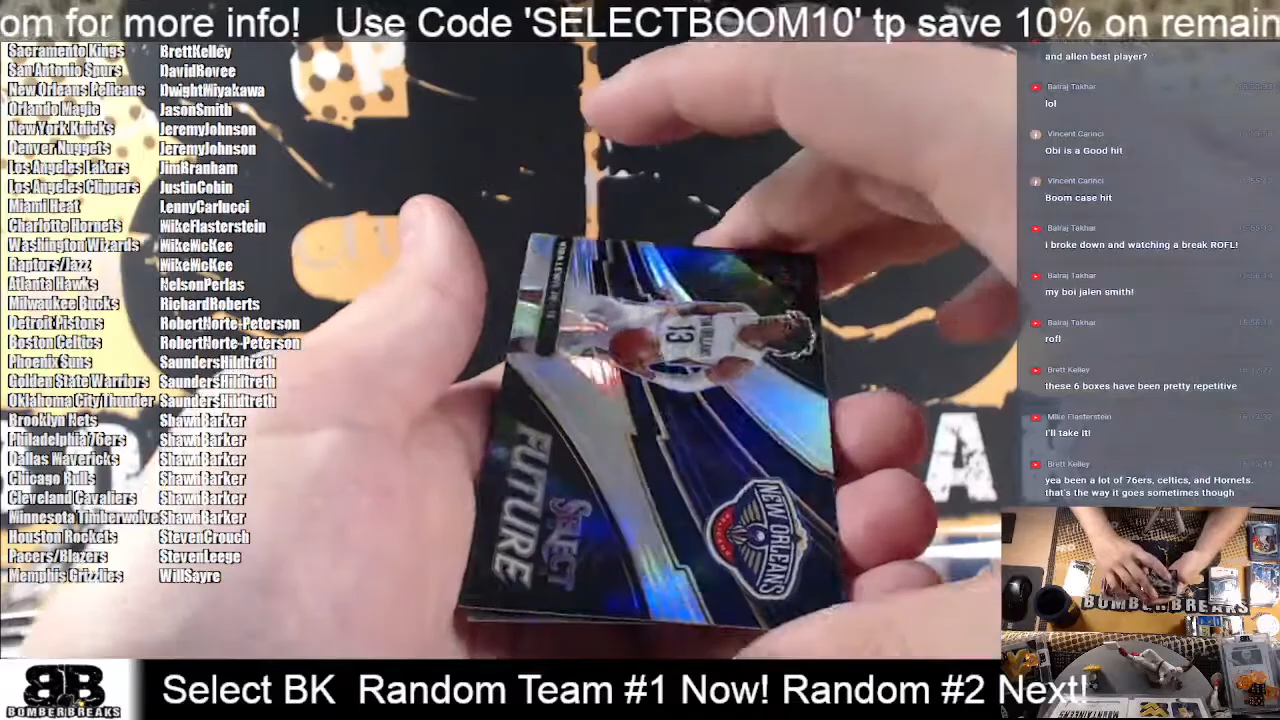 om for more info!    Use Code 'SELECTBOOM10' tp save 10% on remain
Sacramento Kings BrettKelley
San Antonio Spurs DavidBovee
New Orleans Pelicans DwightMiyakawa
Orlando Magic JasonSmith
New York Knicks JeremyJohnson
Denver Nuggets JeremyJohnson
Los Angeles Lakers JimBranham
Los Angeles Clippers JustinCobin
Miami Heat LennyCarlucci
Charlotte Hornets MikeFlasterstein
Washington Wizards MikeMcKee
Raptors/Jazz MikeMcKee
Atlanta Hawks NelsonPerlas
Milwaukee Bucks RichardRoberts
Detroit Pistons RobertNorte-Peterson
Boston Celtics RobertNorte-Peterson
Phoenix Suns SaundersHildtreth
Golden State Warriors SaundersHildtreth
Oklahoma City Thunder SaundersHildtreth
Brooklyn Nets ShawnBarker
Philadelphia 76ers ShawnBarker
Dallas Mavericks ShawnBarker
Chicago Bulls ShawnBarker
Cleveland Cavaliers ShawnBarker
Minnesota Timberwolve ShawnBarker
Houston Rockets StevenCrouch
Pacers/Blazers StevenLeege
Memphis Grizzlies WillSayre
13
NEW ORLEANS
PELICANS
SELECT
FUTURE
and allen best player?
Balraj Takhar
lol
Vincent Carinci
Obi is a Good hit
Vincent Carinci
Boom case hit
Balraj Takhar
i broke down and watching a break ROFL!
Balraj Takhar
my boi jalen smith!
Balraj Takhar
rofl
Brett Kelley
these 6 boxes have been pretty repetitive
Mike Flasterstein
I'll take it!
Brett Kelley
yea been a lot of 76ers, celtics, and Hornets.
that's the way it goes sometimes though
BOMBERBREAKS
BB
BOMBERBREAKS
Select BK  Random Team #1 Now! Random #2 Next!